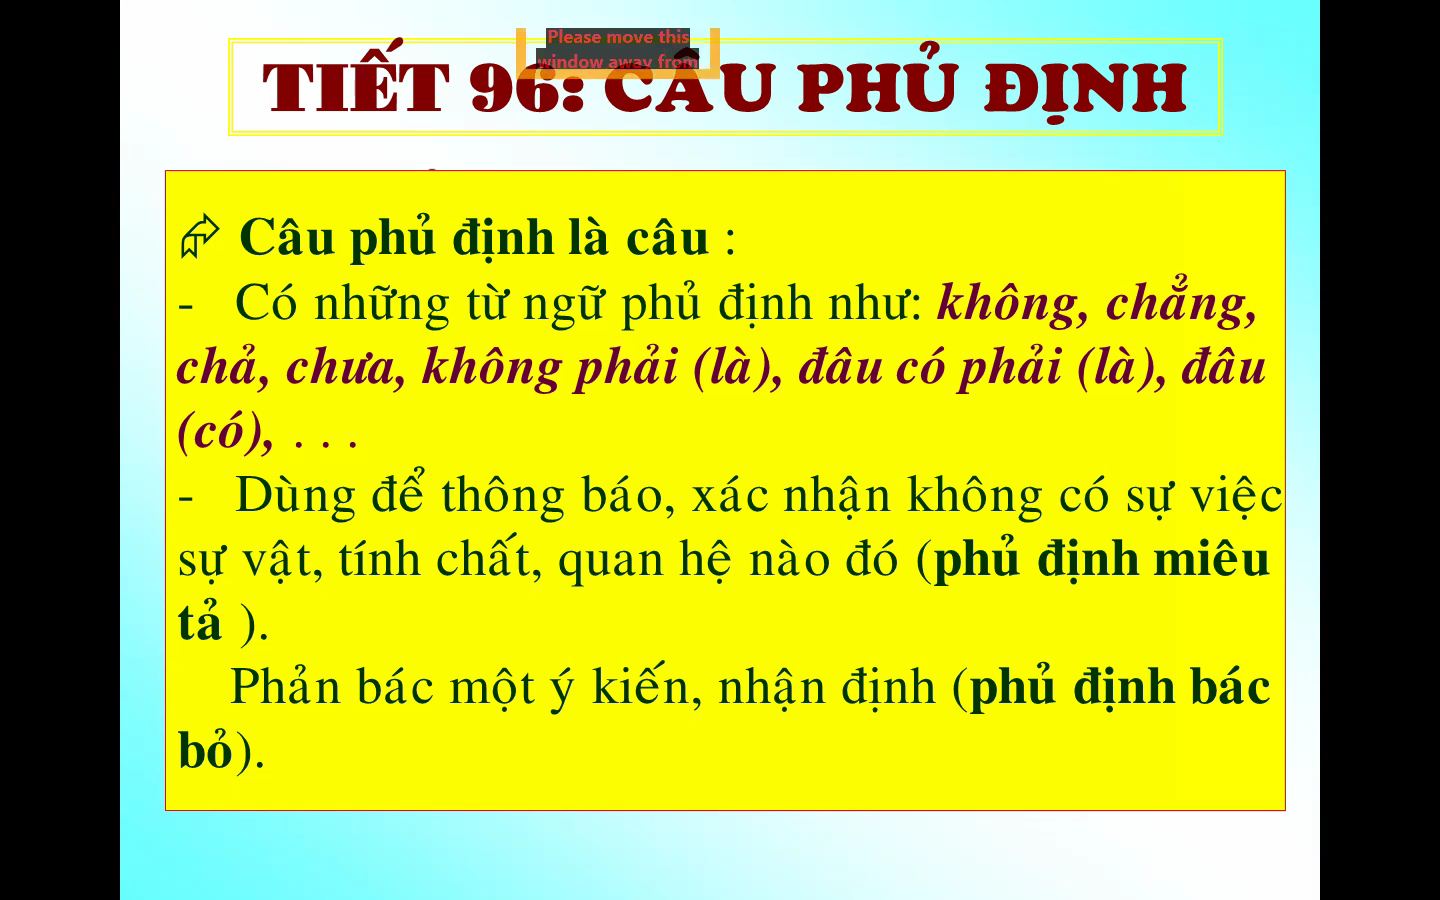 Please move this
window away from
TIẾT 96: CÂU PHỦ ĐỊNH
Câu phủ định là câu :
- Có những từ ngữ phủ định như: không, chẳng,
chả, chưa, không phải (là), đâu có phải (là), đâu
(có), . . .
- Dùng để thông báo, xác nhận không có sự việc
sự vật, tính chất, quan hệ nào đó (phủ định miêu
tả ).
Phản bác một ý kiến, nhận định (phủ định bác
bỏ).